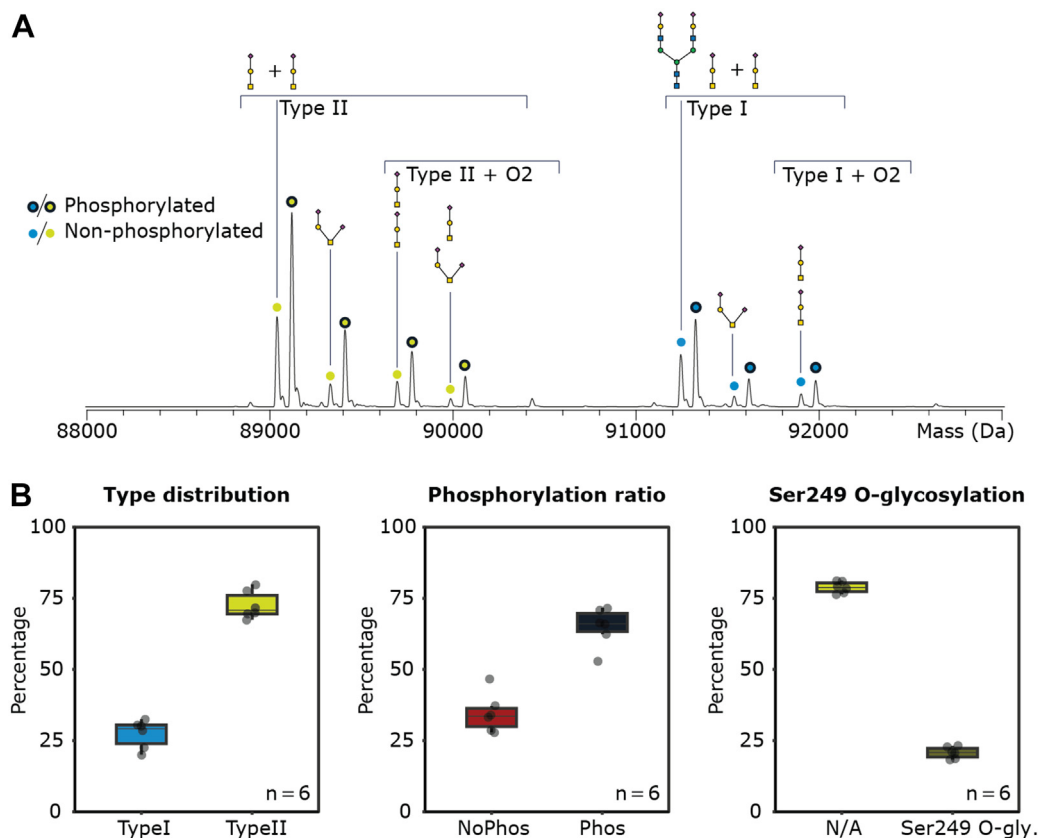 A
+
+
Type II
Type I
Type II + O2
Type I + O2
/ Phosphorylated
/ Non-phosphorylated
88000 89000 90000 91000 92000 Mass (Da)
B
Type distribution
Phosphorylation ratio
Ser249 O-glycosylation
Percentage
100
75
50
25
0
n = 6
TypeI TypeII
Percentage
100
75
50
25
0
n = 6
NoPhos Phos
Percentage
100
75
50
25
0
n = 6
N/A Ser249 O-gly.